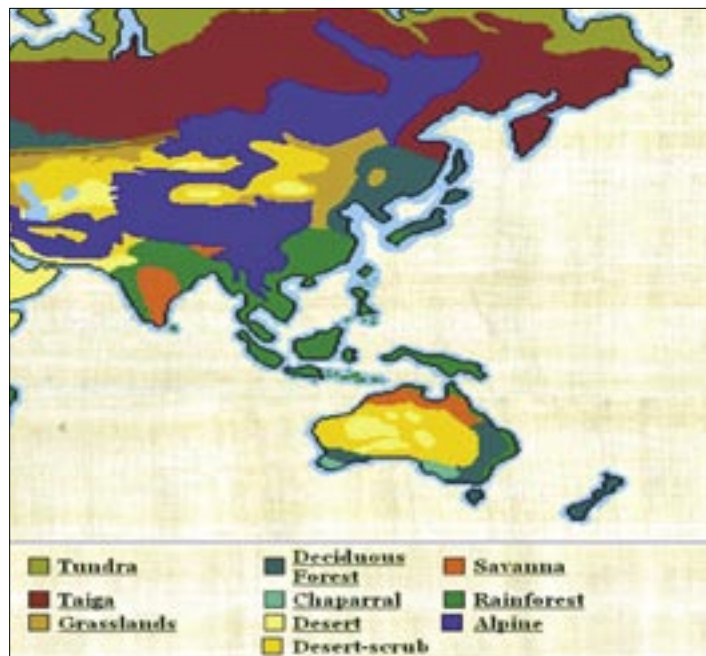 Tundra
Taiga
Grasslands
Deciduous
Forest
Chaparral
Desert
Desert-scrub
Savanna
Rainforest
Alpine